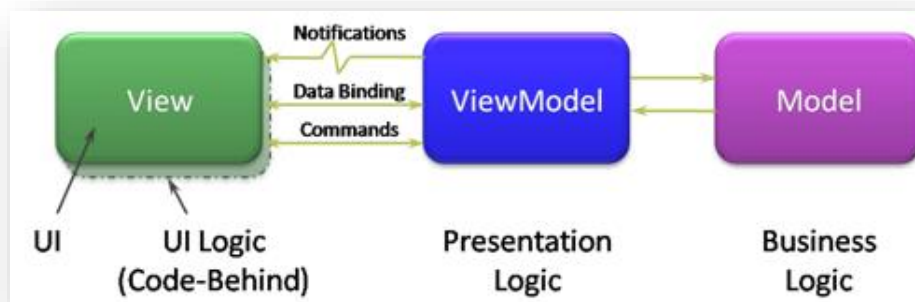 Notifications
View
Data Binding
ViewModel
Model
Commands
UI
UI Logic
(Code-Behind)
Presentation
Logic
Business
Logic